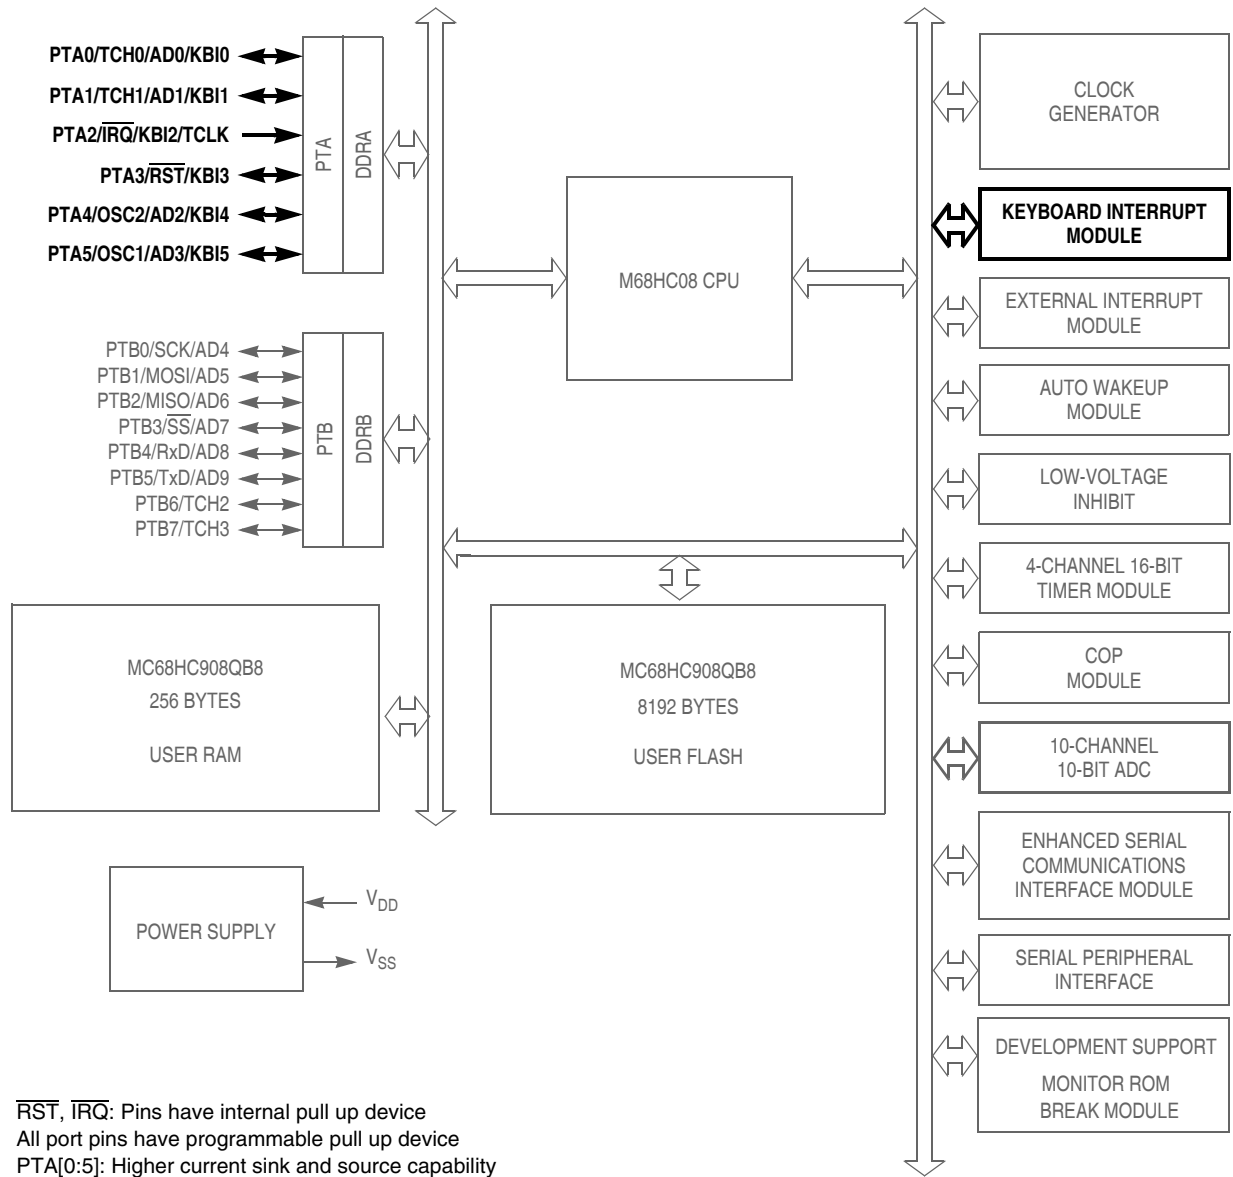 PTA0/TCH0/AD0/KBI0
PTA1/TCH1/AD1/KBI1
PTA2/IRQ/KBI2/TCLK
PTA3/RST/KBI3
PTA4/OSC2/AD2/KBI4
PTA5/OSC1/AD3/KBI5
PTA
DDRA
PTB0/SCK/AD4
PTB1/MOSI/AD5
PTB2/MISO/AD6
PTB3/SS/AD7
PTB4/RxD/AD8
PTB5/TxD/AD9
PTB6/TCH2
PTB7/TCH3
PTB
DDRB
M68HC08 CPU
MC68HC908QB8
256 BYTES
USER RAM
MC68HC908QB8
8192 BYTES
USER FLASH
POWER SUPPLY
VDD
VSS
CLOCK
GENERATOR
KEYBOARD INTERRUPT
MODULE
EXTERNAL INTERRUPT
MODULE
AUTO WAKEUP
MODULE
LOW-VOLTAGE
INHIBIT
4-CHANNEL 16-BIT
TIMER MODULE
COP
MODULE
10-CHANNEL
10-BIT ADC
ENHANCED SERIAL
COMMUNICATIONS
INTERFACE MODULE
SERIAL PERIPHERAL
INTERFACE
DEVELOPMENT SUPPORT
MONITOR ROM
BREAK MODULE
RST, IRQ: Pins have internal pull up device
All port pins have programmable pull up device
PTA[0:5]: Higher current sink and source capability